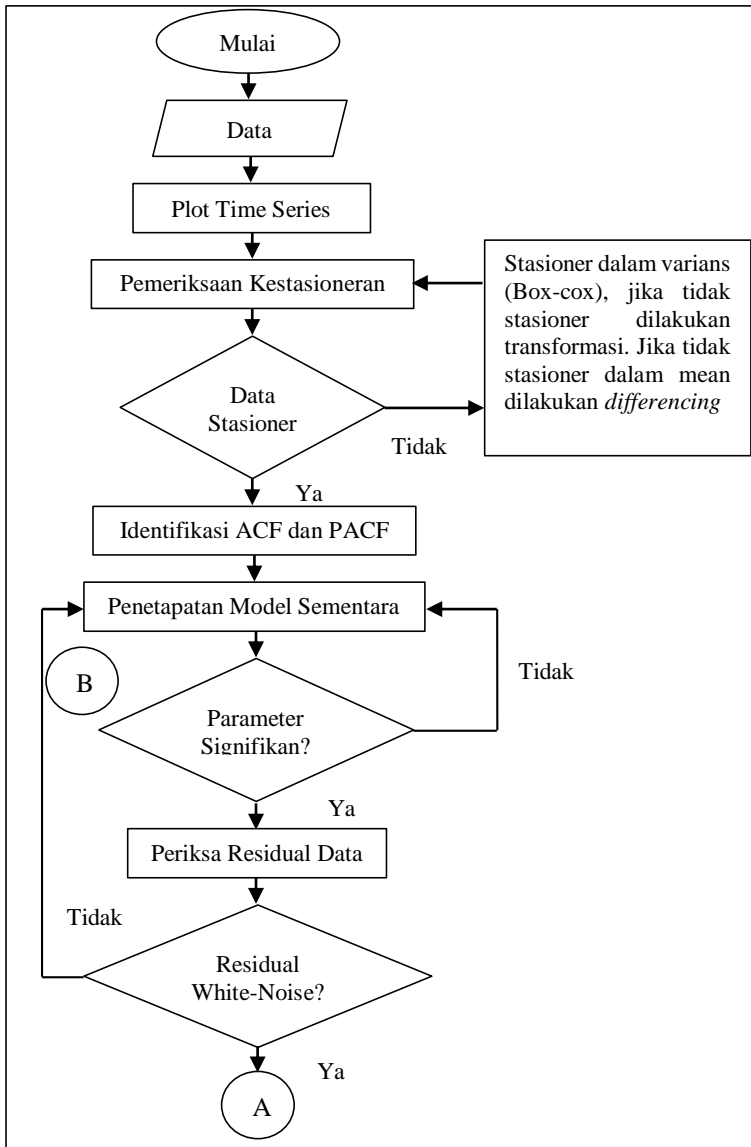 Mulai
Data
Plot Time Series
Pemeriksaan Kestasioneran
Stasioner dalam varians
(Box-cox), jika tidak
stasioner dilakukan
transformasi. Jika tidak
stasioner dalam mean
dilakukan differencing
Data
Stasioner
Tidak
Ya
Identifikasi ACF dan PACF
Penetapatan Model Sementara
B
Tidak
Parameter
Signifikan?
Ya
Periksa Residual Data
Tidak
Residual
White-Noise?
Ya
A